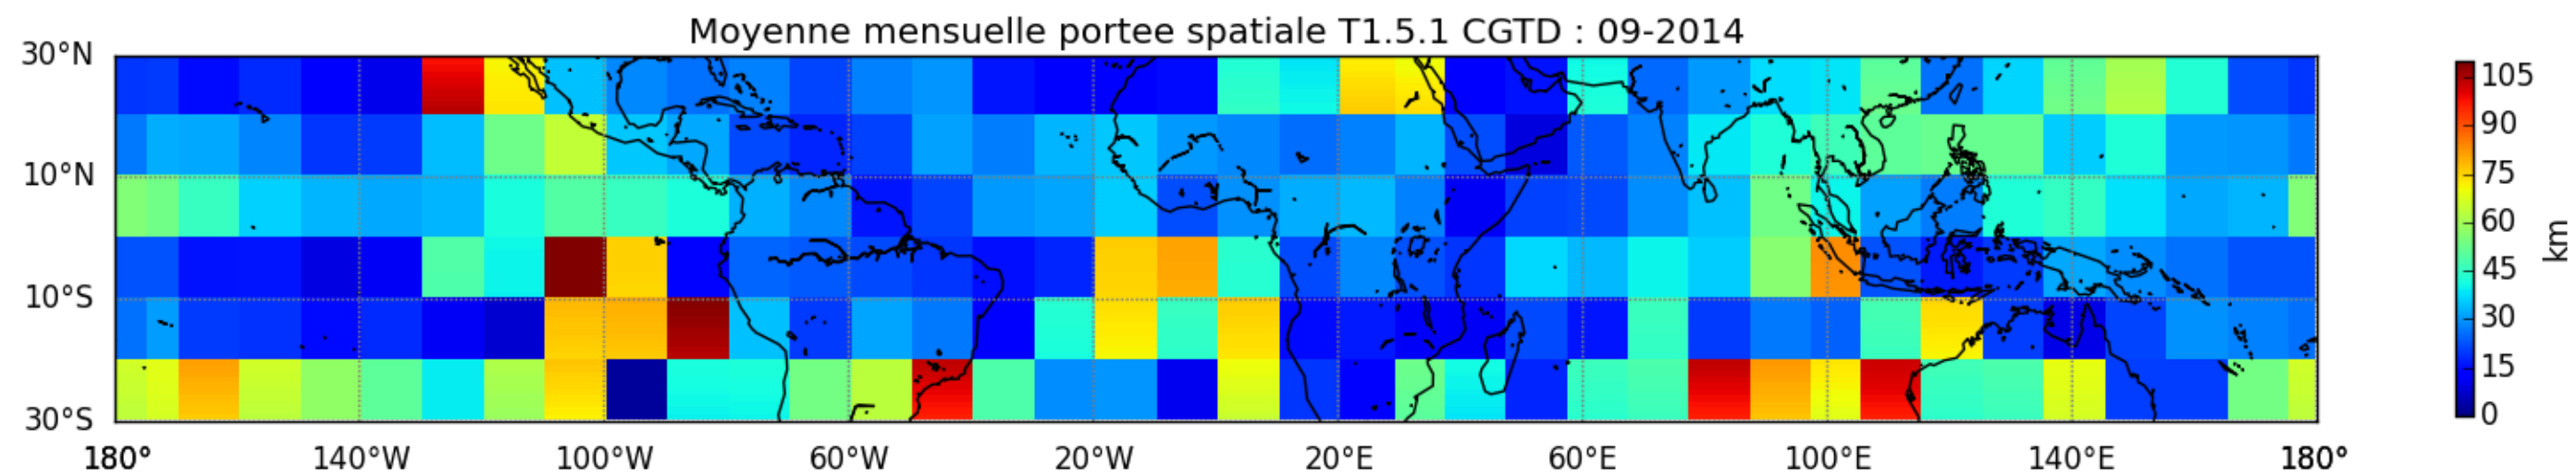 Moyenne mensuelle portee spatiale T1.5.1 CGTD : 09-2014
30°N
10°N
10°S
30°S
180° 140°W 100°W 60°W 20°W 20°E 60°E 100°E 140°E 180°
105
90
75
60
45
30
15
0
km